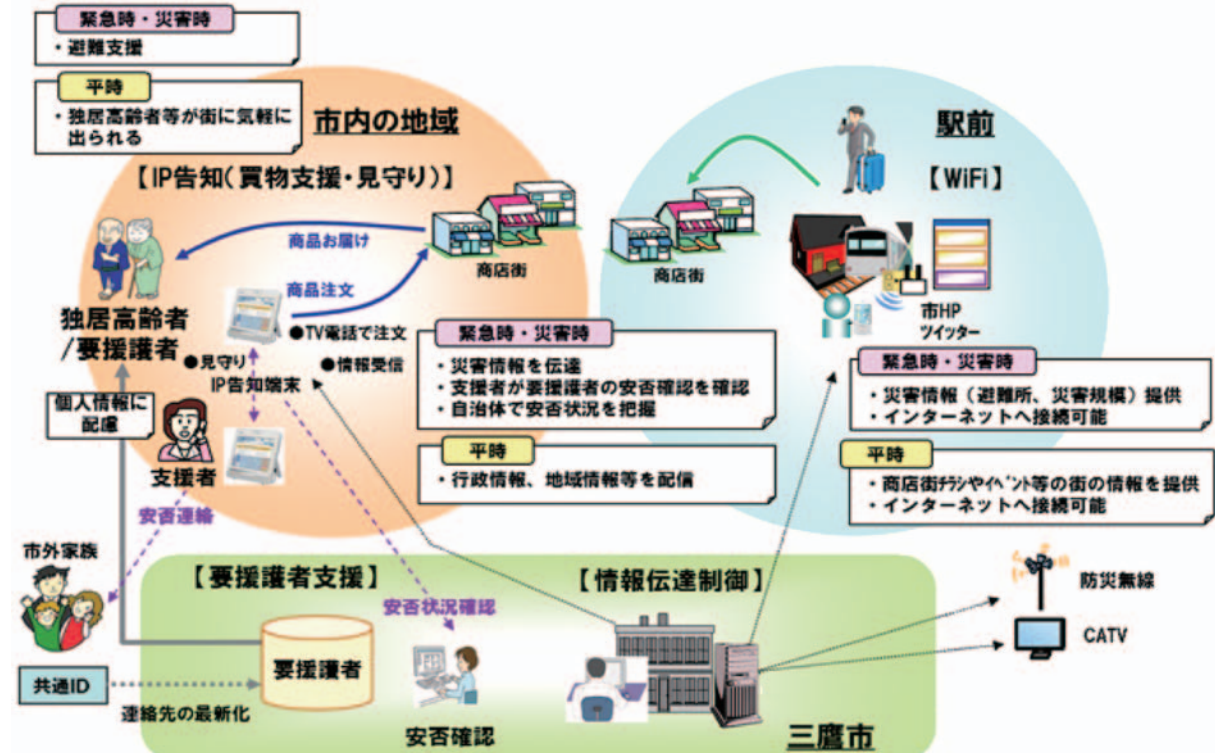 緊急時・災害時
・避難支援
平時
・独居高齢者等が街に気軽に
出られる
市内の地域
【IP告知(買物支援・見守り)】
商品お届け
商品注文
商店街
独居高齢者
/要援護者
●TV電話で注文
●見守り
●情報受信
IP告知端末
個人情報に
配慮
支援者
安否連絡
緊急時・災害時
・災害情報を伝達
・支援者が要援護者の安否確認を確認
・自治体で安否状況を把握
平時
・行政情報、地域情報等を配信
駅前
【WiFi】
商店街
市HP
ツイッター
緊急時・災害時
・災害情報(避難所、災害規模)提供
・インターネットへ接続可能
平時
・商店街チラシやイベント等の街の情報を提供
・インターネットへ接続可能
市外家族
共通ID
連絡先の最新化
【要援護者支援】
要援護者
安否状況確認
安否確認
【情報伝達制御】
三鷹市
防災無線
CATV